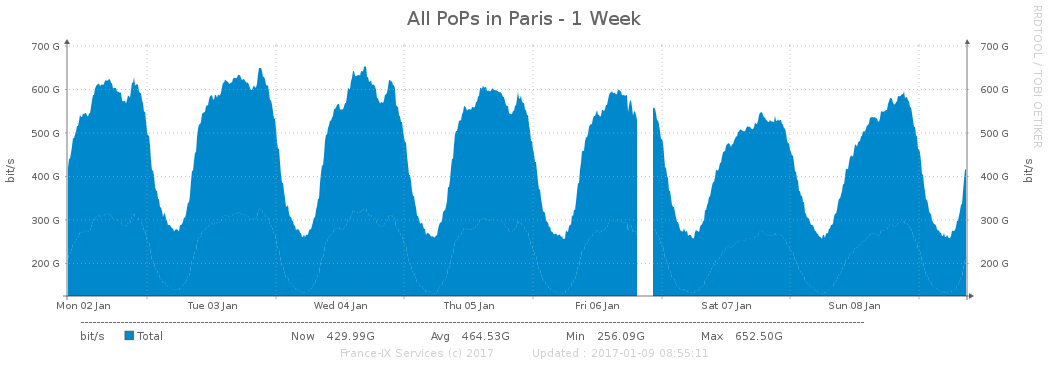 All PoPs in Paris - 1 Week
RRDTOOL / TOBI OETIKER
700 G 700 G
600 G 600 G
500 G 500 G
400 G 400 G
300 G 300 G
200 G 200 G
bit/s
bit/s
Mon 02 Jan Tue 03 Jan Wed 04 Jan Thu 05 Jan Fri 06 Jan Sat 07 Jan Sun 08 Jan
bit/s Total Now 429.99G Avg 464.53G Min 256.09G Max 652.50G
France-IX Services (c) 2017 Updated : 2017-01-09 08:55:11